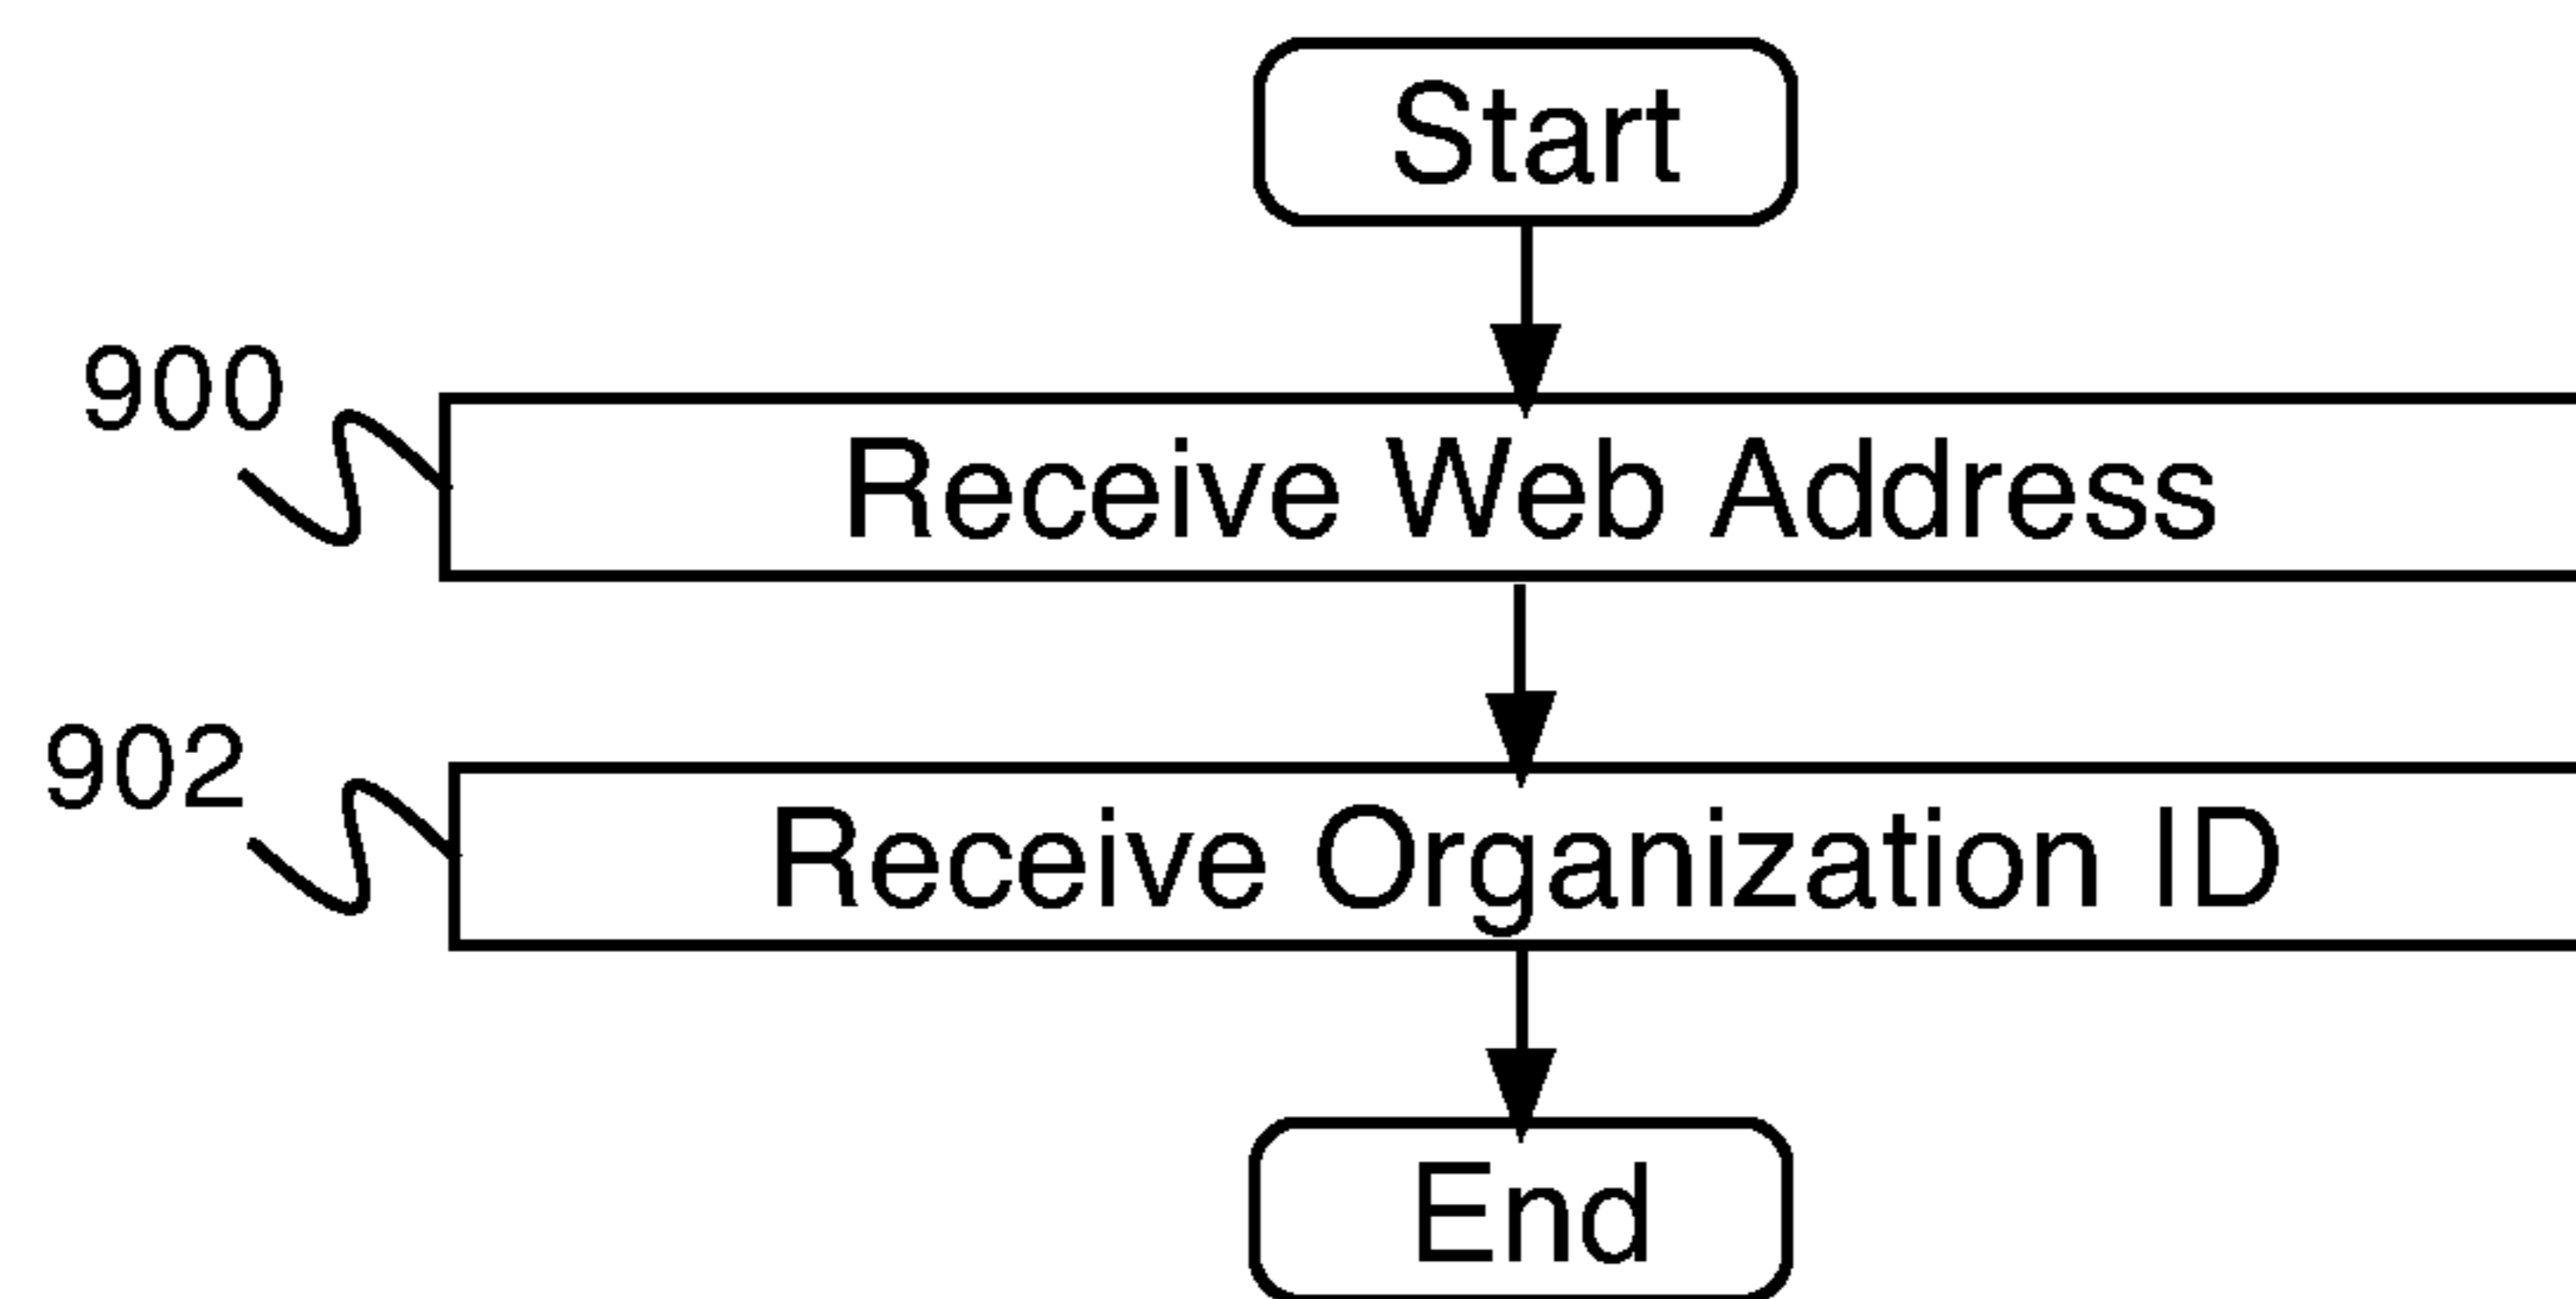 Start
900
Receive Web Address
902
Receive Organization ID
End